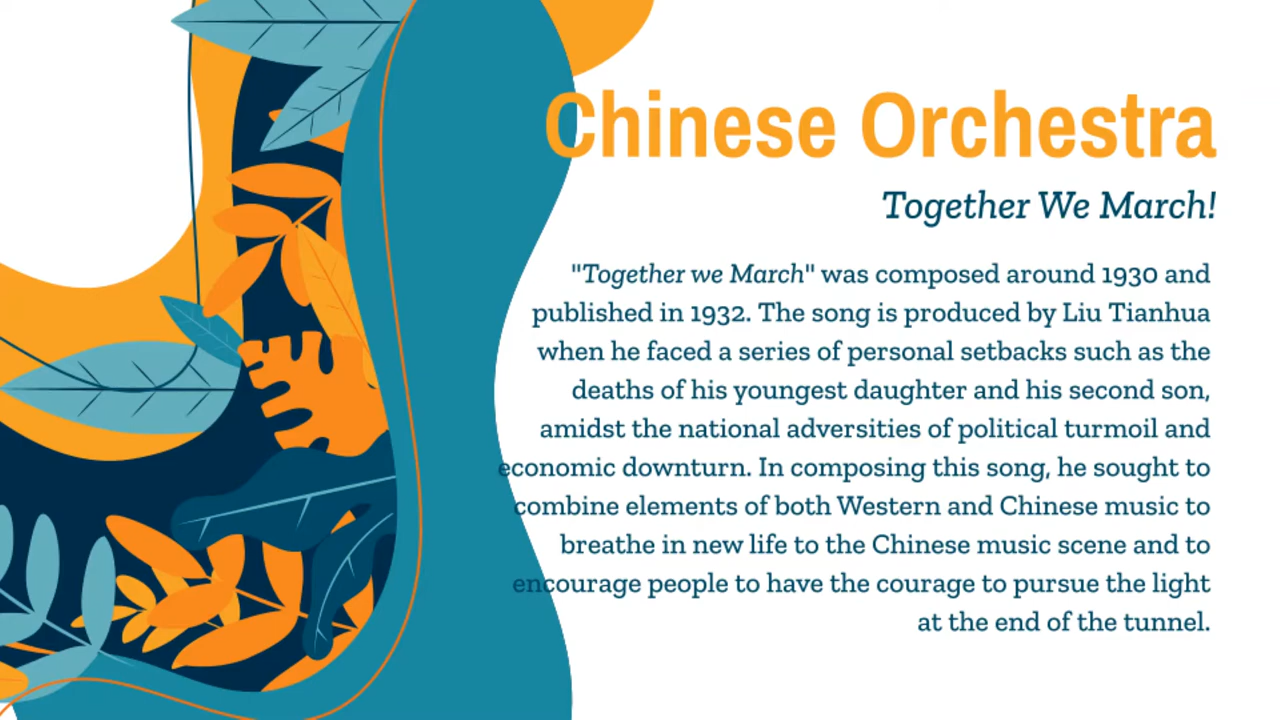 Chinese Orchestra
Together We March!
"Together we March" was composed around 1930 and
published in 1932. The song is produced by Liu Tianhua
when he faced a series of personal setbacks such as the
deaths of his youngest daughter and his second son,
amidst the national adversities of political turmoil and
economic downturn. In composing this song, he sought to
combine elements of both Western and Chinese music to
breathe in new life to the Chinese music scene and to
encourage people to have the courage to pursue the light
at the end of the tunnel.